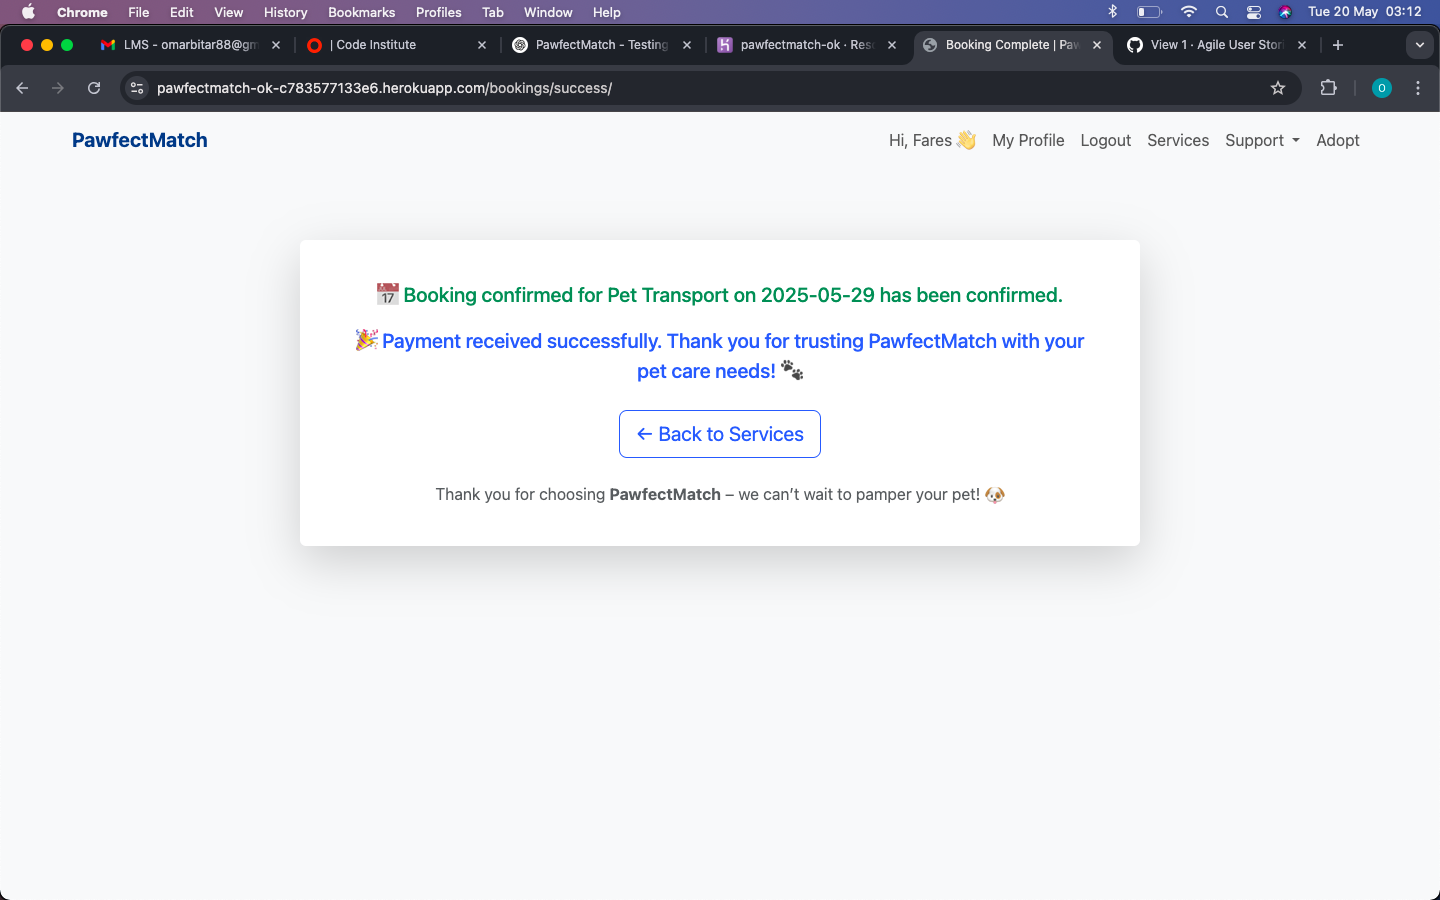 Chrome File Edit View History Bookmarks Profiles Tab Window Help Tue 20 May 03:12
LMS - omarbitar88@gm | Code Institute PawfectMatch - Testing pawfectmatch-ok · Reso Booking Complete | Paw View 1 · Agile User Stori
pawfectmatch-ok-c783577133e6.herokuapp.com/bookings/success/ O
PawfectMatch Hi, Fares 👋 My Profile Logout Services Support Adopt
📅 Booking confirmed for Pet Transport on 2025-05-29 has been confirmed.
🎉 Payment received successfully. Thank you for trusting PawfectMatch with your
pet care needs! 🐾
← Back to Services
Thank you for choosing PawfectMatch – we can’t wait to pamper your pet! 🐶